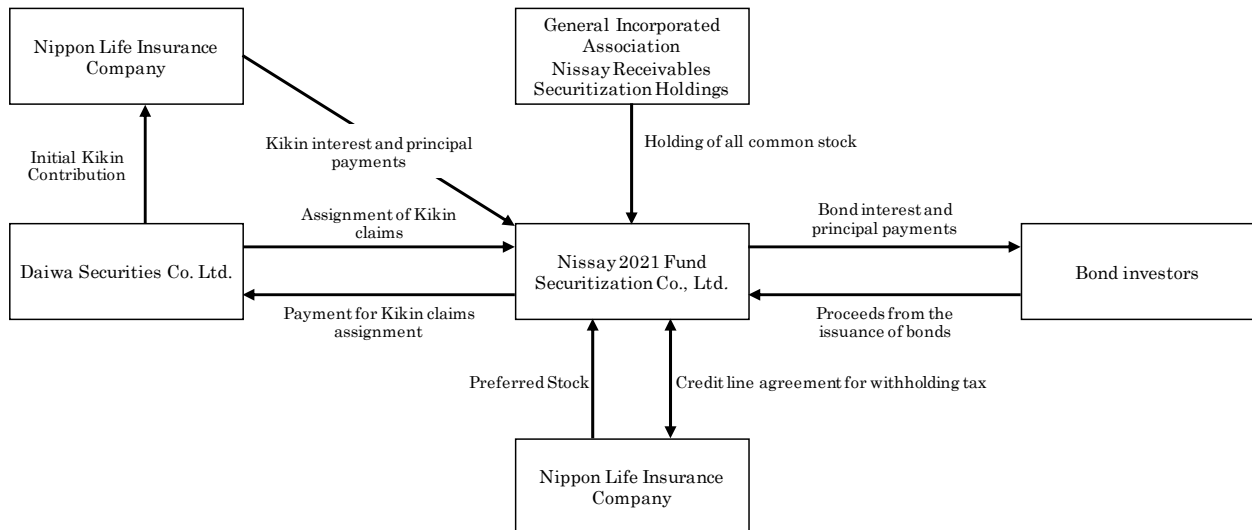 Nippon Life Insurance
Company
General Incorporated
Association
Nissay Receivables
Securitization Holdings
Kikin interest and principal
payments
Holding of all common stock
Initial Kikin
Contribution
Assignment of Kikin
claims
Bond interest and
principal payments
Daiwa Securities Co. Ltd.
Nissay 2021 Fund
Securitization Co., Ltd.
Bond investors
Payment for Kikin claims
assignment
Proceeds from the
issuance of bonds
Preferred Stock
Credit line agreement for withholding tax
Nippon Life Insurance
Company